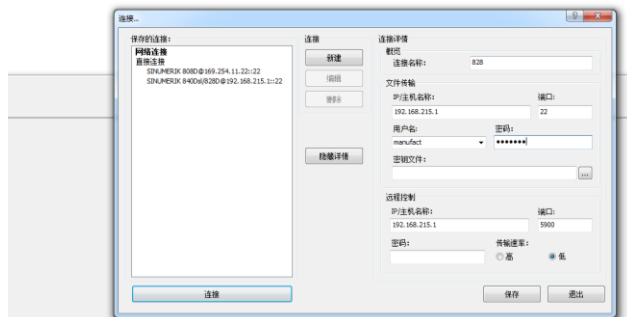 连接...
保存的连接:
网络连接
直接连接
SINUMERIK 808D@169.254.11.22::22
SINUMERIK 840Dsl/828D@192.168.215.1::22
连接
连接
新建
编辑
删除
隐藏详情
连接详情
概览
连接名称: 828
文件传输
IP/主机名称: 端口:
192.168.215.1 22
用户名: 密码:
manufact •••••••
密钥文件:
...
远程控制
IP/主机名称: 端口:
192.168.215.1 5900
密码: 传输速率:
高 低
保存 退出